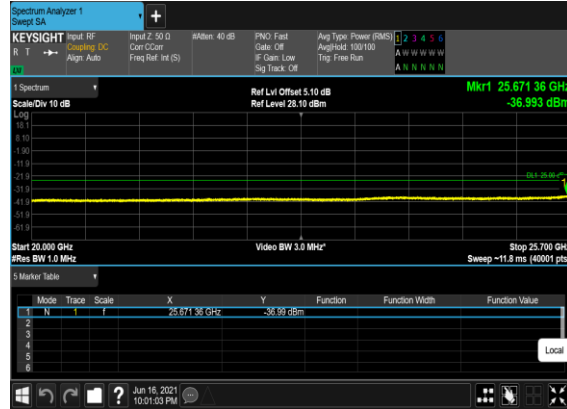 Spectrum Analyzer 1
Swept SA
+
KEYSIGHT Input: RF Input Z: 50 Ω #Atten: 40 dB PNO: Fast Avg Type: Power (RMS) 1 2 3 4 5 6
R T Coupling: DC Corr CCorr Gate: Off Avg|Hold: 100/100 A W W W W W
Align: Auto Freq Ref: Int (S) IF Gain: Low Trig: Free Run
Sig Track: Off A N N N N N
1 Spectrum Ref Lvl Offset 5.10 dB Mkr1 25.671 36 GHz
Scale/Div 10 dB Ref Level 28.10 dBm -36.993 dBm
Log
18.1
8.10
-1.90
-11.9
-21.9
DL1 -25.00
-31.9
1
-41.9
-51.9
-61.9
Start 20.000 GHz Video BW 3.0 MHz* Stop 25.700 GH
#Res BW 1.0 MHz Sweep ~11.8 ms (40001 pts
5 Marker Table
Mode Trace Scale X Y Function Function Width Function Value
1 N 1 f 25.671 36 GHz -36.99 dBm
2
3
4
5
6
Local
? Jun 16, 2021
10:01:03 PM